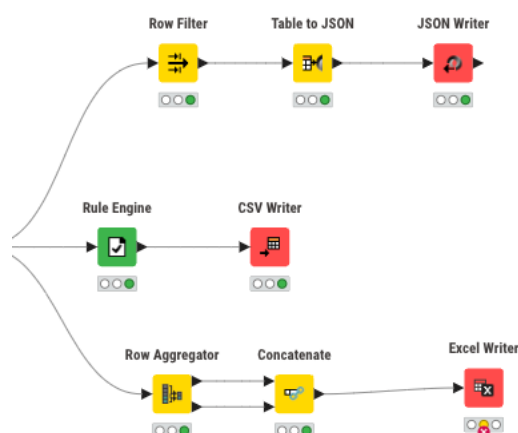 Row Filter
Table to JSON
JSON Writer
Rule Engine
CSV Writer
Row Aggregator
Concatenate
Excel Writer